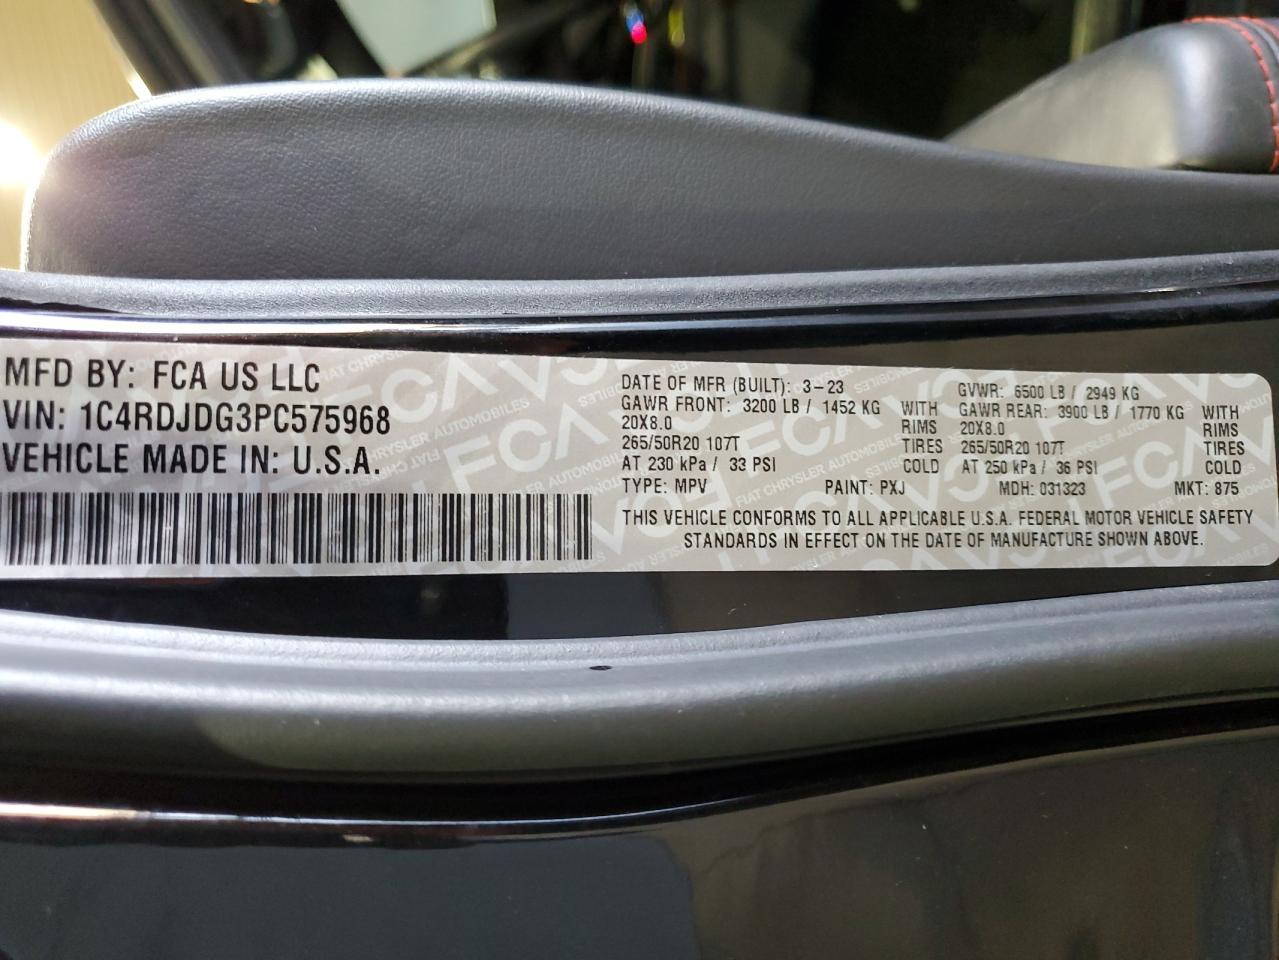 MFD BY: FCA US LLC
VIN: 1C4RDJDG3PC575968
VEHICLE MADE IN: U.S.A.
DATE OF MFR (BUILT): 3-23 GVWR: 6500 LB / 2949 KG
GAWR FRONT: 3200 LB / 1452 KG WITH GAWR REAR: 3900 LB / 1770 KG WITH
20X8.0 RIMS 20X8.0 RIMS
265/50R20 107T TIRES 265/50R20 107T TIRES
AT 230 kPa / 33 PSI COLD AT 250 kPa / 36 PSI COLD
TYPE: MPV PAINT: PXJ MDH: 031323 MKT: 875
THIS VEHICLE CONFORMS TO ALL APPLICABLE U.S.A. FEDERAL MOTOR VEHICLE SAFETY
STANDARDS IN EFFECT ON THE DATE OF MANUFACTURE SHOWN ABOVE.